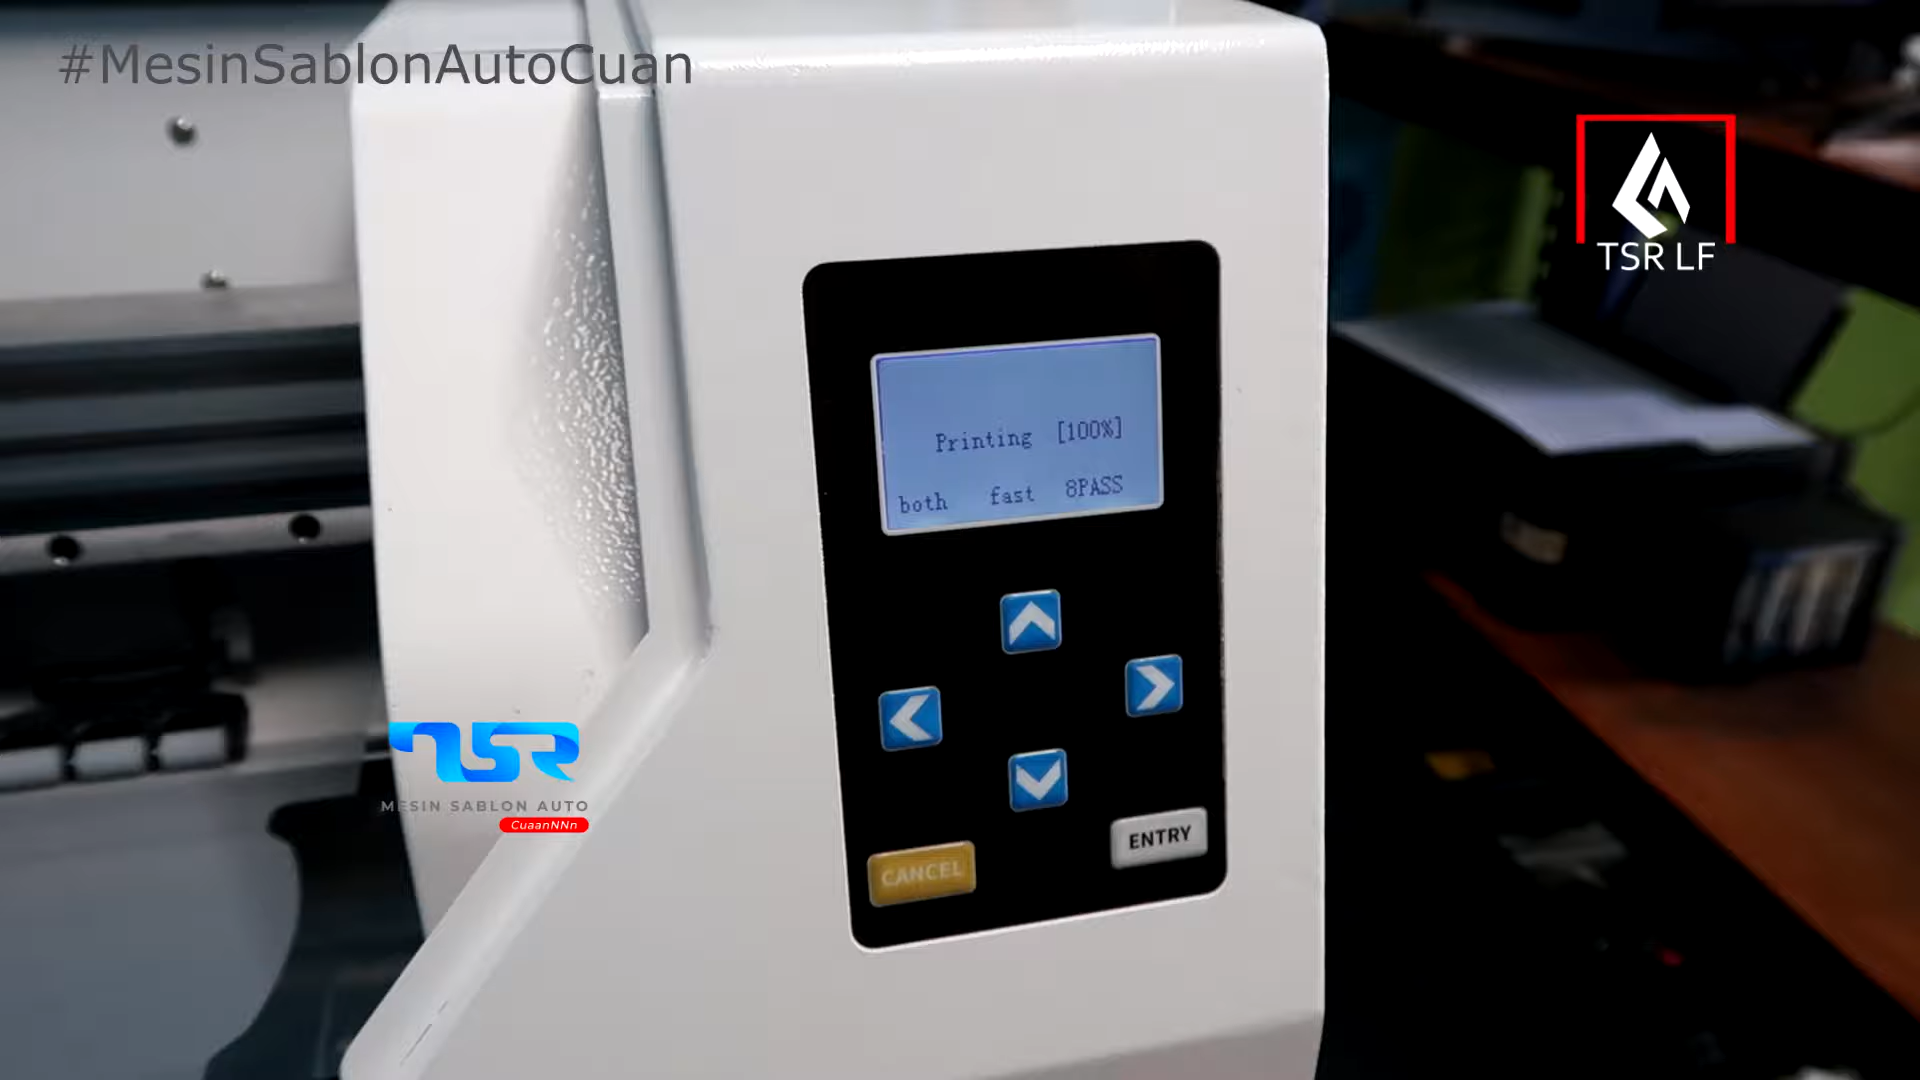 #MesinSablonAutoCuan
TSR LF
Printing [100%]
both fast 8PASS
TSR
MESIN SABLON AUTO
CuaanNNn
ENTRY
CANCEL